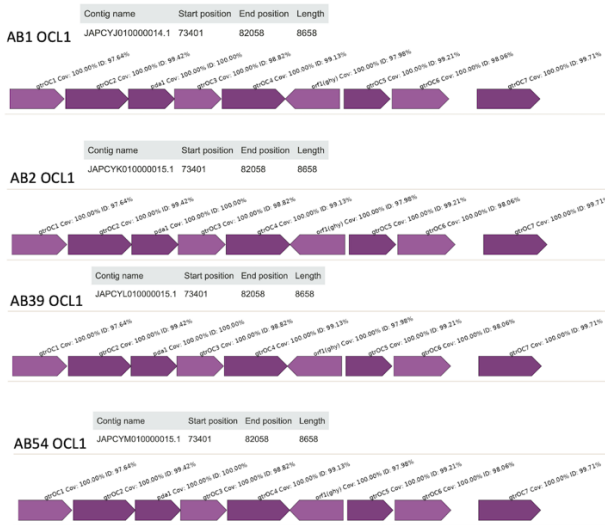 Contig name Start position End position Length
AB1 OCL1
JAPCYJ010000014.1 73401 82058 8658
gtrOC1 Cov: 100.00% ID: 97.64%
gtrOC2 Cov: 100.00% ID: 99.42%
pda1 Cov: 100.00% ID: 100.00%
gtrOC3 Cov: 100.00% ID: 98.82%
gtrOC4 Cov: 100.00% ID: 99.13%
orf1(ghy) Cov: 100.00% ID: 97.98%
gtrOC5 Cov: 100.00% ID: 99.21%
gtrOC6 Cov: 100.00% ID: 98.06%
gtrOC7 Cov: 100.00% ID: 99.71%
Contig name Start position End position Length
AB2 OCL1
JAPCYK010000015.1 73401 82058 8658
gtrOC1 Cov: 100.00% ID: 97.64%
gtrOC2 Cov: 100.00% ID: 99.42%
pda1 Cov: 100.00% ID: 100.00%
gtrOC3 Cov: 100.00% ID: 98.82%
gtrOC4 Cov: 100.00% ID: 99.13%
orf1(ghy) Cov: 100.00% ID: 97.98%
gtrOC5 Cov: 100.00% ID: 99.21%
gtrOC6 Cov: 100.00% ID: 98.06%
gtrOC7 Cov: 100.00% ID: 99.71%
Contig name Start position End position Length
AB39 OCL1
JAPCYL010000015.1 73401 82058 8658
gtrOC1 Cov: 100.00% ID: 97.64%
gtrOC2 Cov: 100.00% ID: 99.42%
pda1 Cov: 100.00% ID: 100.00%
gtrOC3 Cov: 100.00% ID: 98.82%
gtrOC4 Cov: 100.00% ID: 99.13%
orf1(ghy) Cov: 100.00% ID: 97.98%
gtrOC5 Cov: 100.00% ID: 99.21%
gtrOC6 Cov: 100.00% ID: 98.06%
gtrOC7 Cov: 100.00% ID: 99.71%
Contig name Start position End position Length
AB54 OCL1
JAPCYM010000015.1 73401 82058 8658
gtrOC1 Cov: 100.00% ID: 97.64%
gtrOC2 Cov: 100.00% ID: 99.42%
pda1 Cov: 100.00% ID: 100.00%
gtrOC3 Cov: 100.00% ID: 98.82%
gtrOC4 Cov: 100.00% ID: 99.13%
orf1(ghy) Cov: 100.00% ID: 97.98%
gtrOC5 Cov: 100.00% ID: 99.21%
gtrOC6 Cov: 100.00% ID: 98.06%
gtrOC7 Cov: 100.00% ID: 99.71%